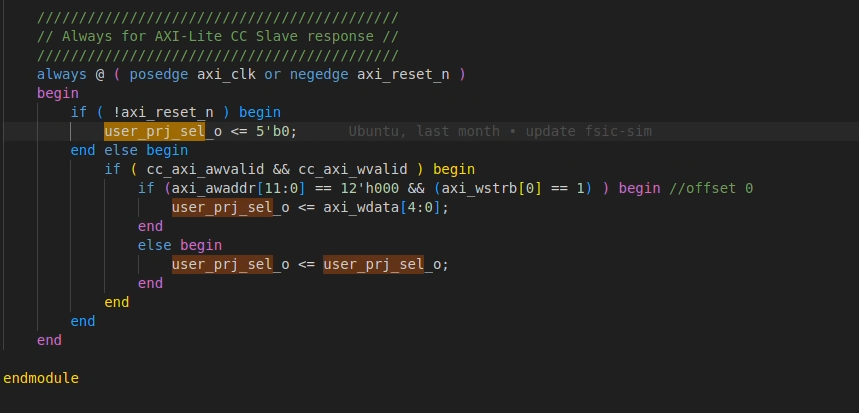 ///////////////////////////////////////////
// Always for AXI-Lite CC Slave response //
///////////////////////////////////////////
always @ ( posedge axi_clk or negedge axi_reset_n )
begin
if ( !axi_reset_n ) begin
user_prj_sel_o <= 5'b0; Ubuntu, last month • update fsic-sim
end else begin
if ( cc_axi_awvalid && cc_axi_wvalid ) begin
if (axi_awaddr[11:0] == 12'h000 && (axi_wstrb[0] == 1) ) begin //offset 0
user_prj_sel_o <= axi_wdata[4:0];
end
else begin
user_prj_sel_o <= user_prj_sel_o;
end
end
end
end
endmodule